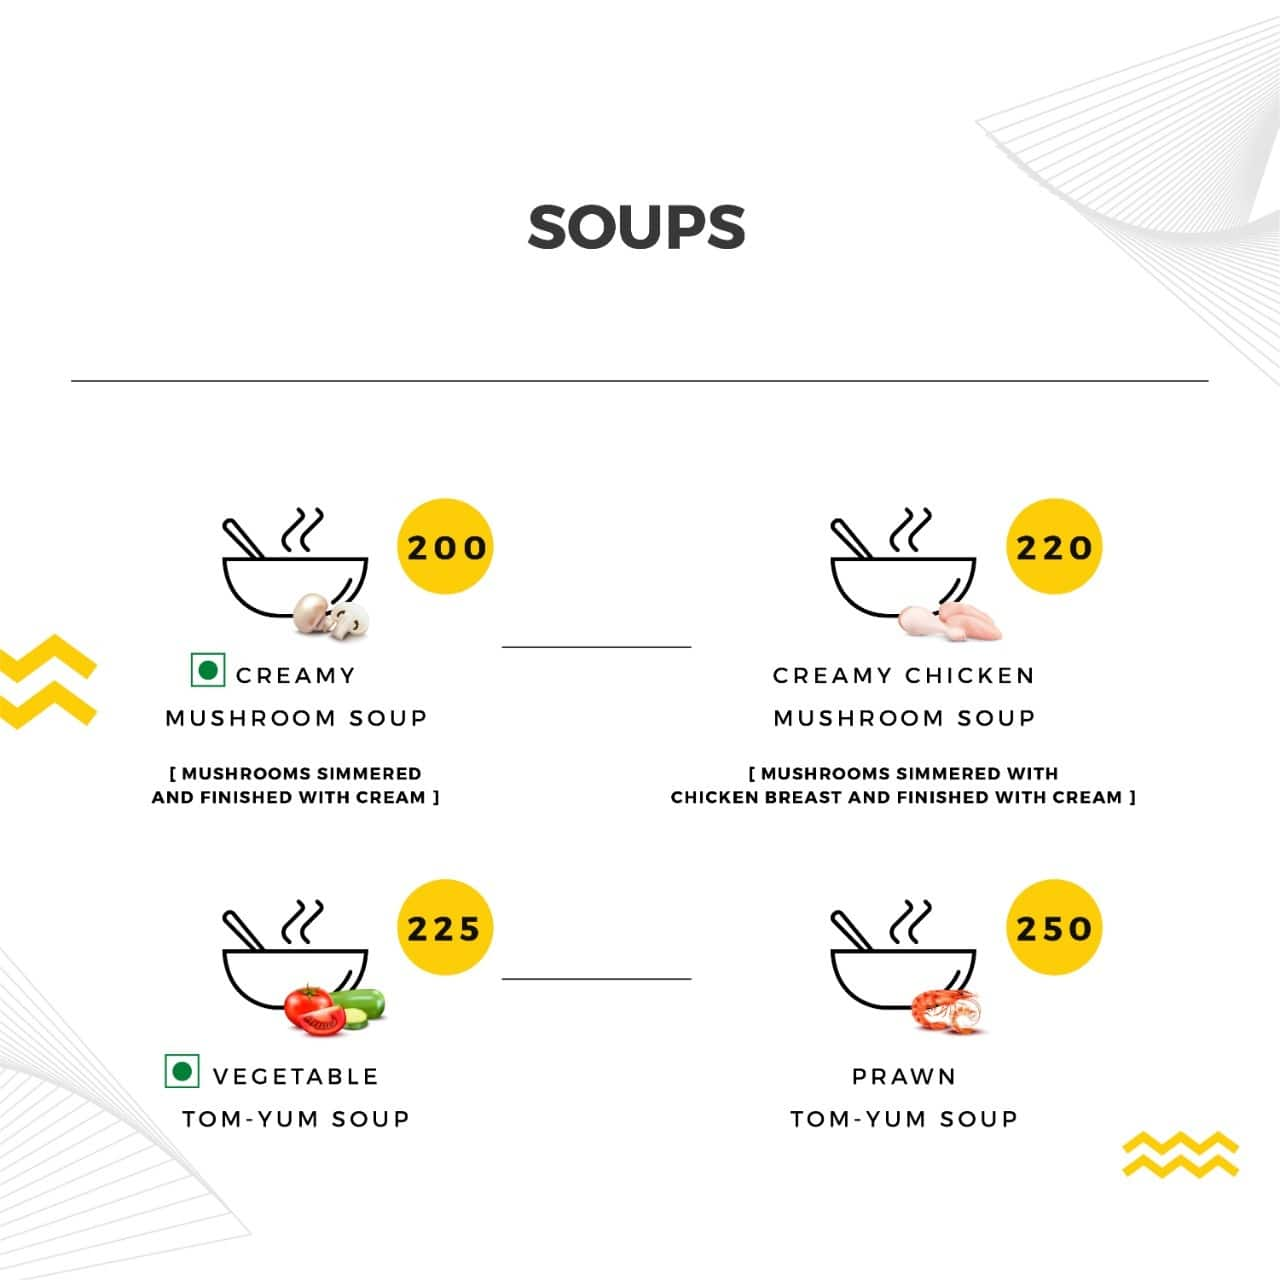 SOUPS
200
CREAMY
MUSHROOM SOUP
[ MUSHROOMS SIMMERED
AND FINISHED WITH CREAM ]
220
CREAMY CHICKEN
MUSHROOM SOUP
[ MUSHROOMS SIMMERED WITH
CHICKEN BREAST AND FINISHED WITH CREAM ]
225
VEGETABLE
TOM-YUM SOUP
250
PRAWN
TOM-YUM SOUP